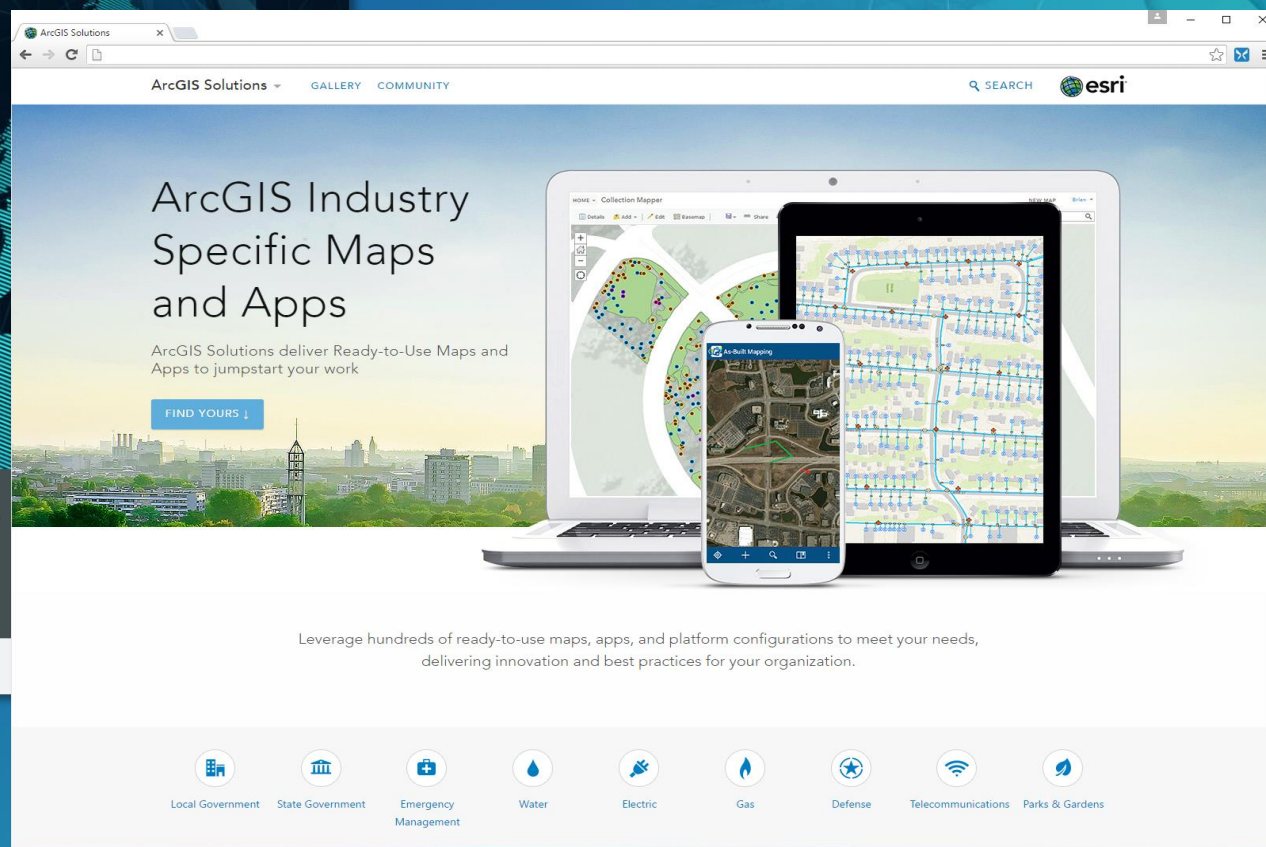 ArcGIS Solutions
ArcGIS Solutions
GALLERY
COMMUNITY
SEARCH
esri
ArcGIS Industry
Specific Maps
and Apps
ArcGIS Solutions deliver Ready-to-Use Maps and
Apps to jumpstart your work
FIND YOURS ↓
HOME
Collection Mapper
NEW MAP
Brian
Details
Add
Edit
Basemap
Share
As-Built Mapping
Leverage hundreds of ready-to-use maps, apps, and platform configurations to meet your needs,
delivering innovation and best practices for your organization.
Local Government
State Government
Emergency
Management
Water
Electric
Gas
Defense
Telecommunications
Parks & Gardens